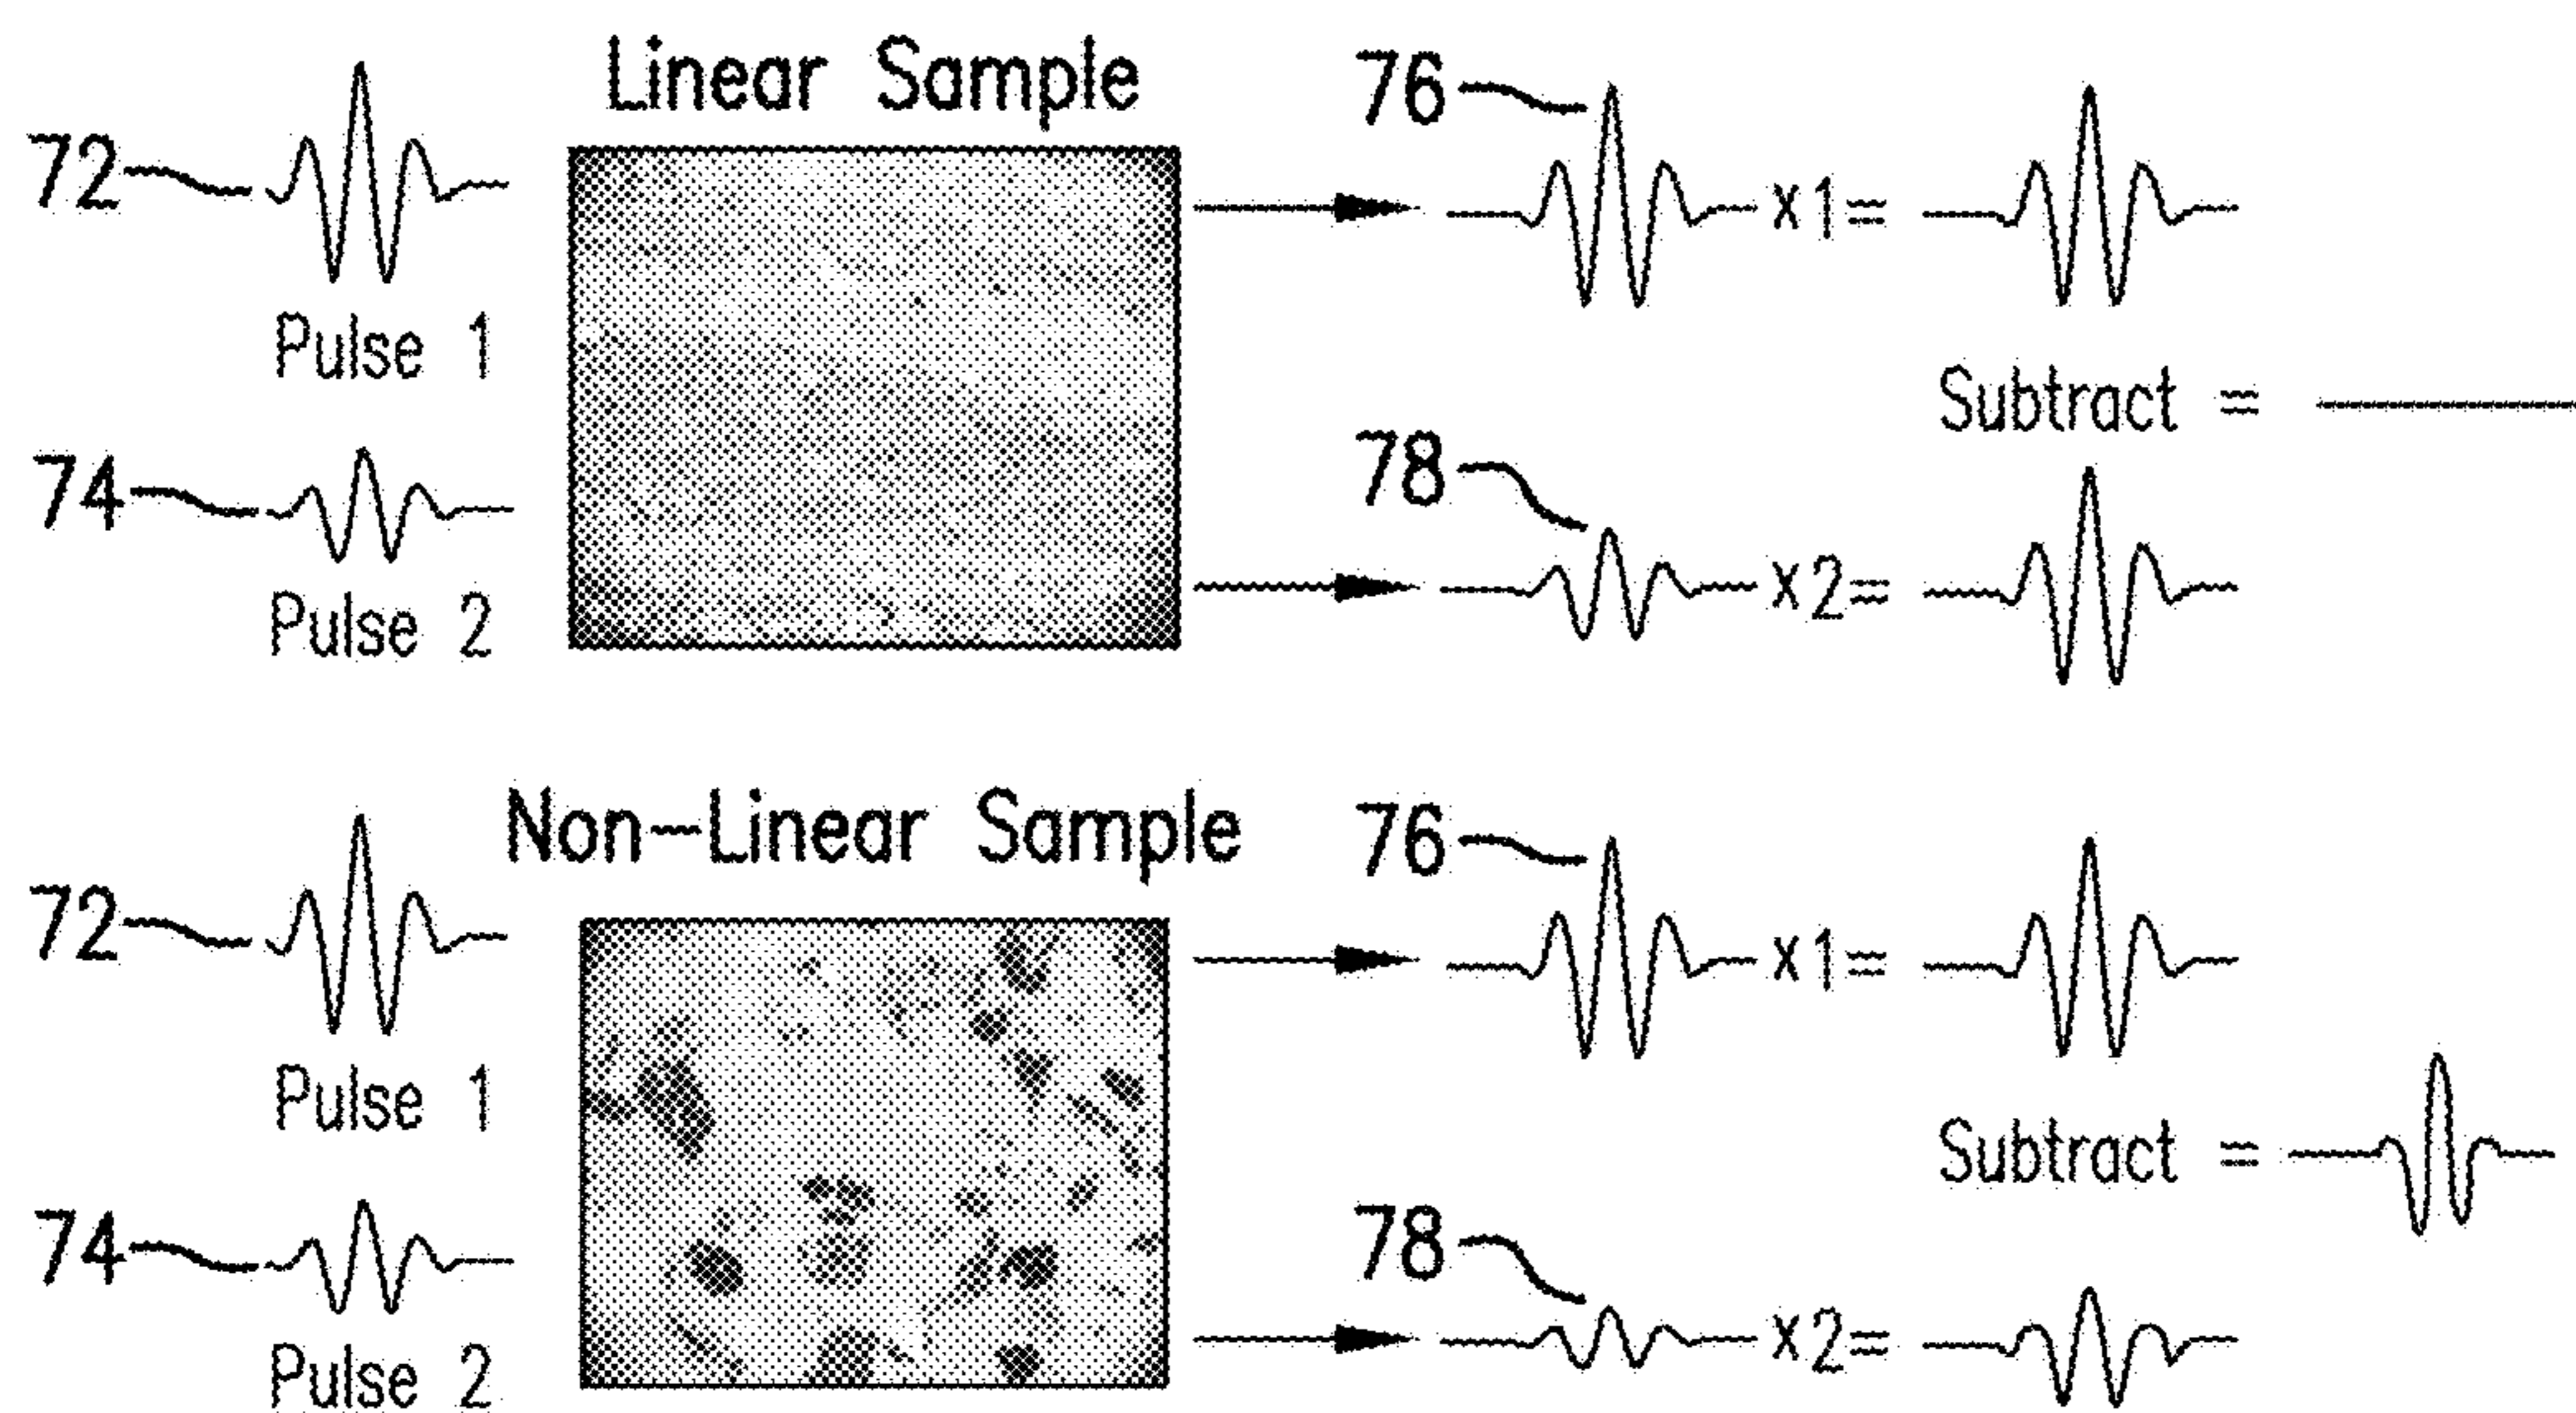 Linear Sample
72
Pulse 1
74
Pulse 2
76
x1=
Subtract =
78
x2=
Non-Linear Sample
72
Pulse 1
74
Pulse 2
76
x1=
Subtract =
78
x2=